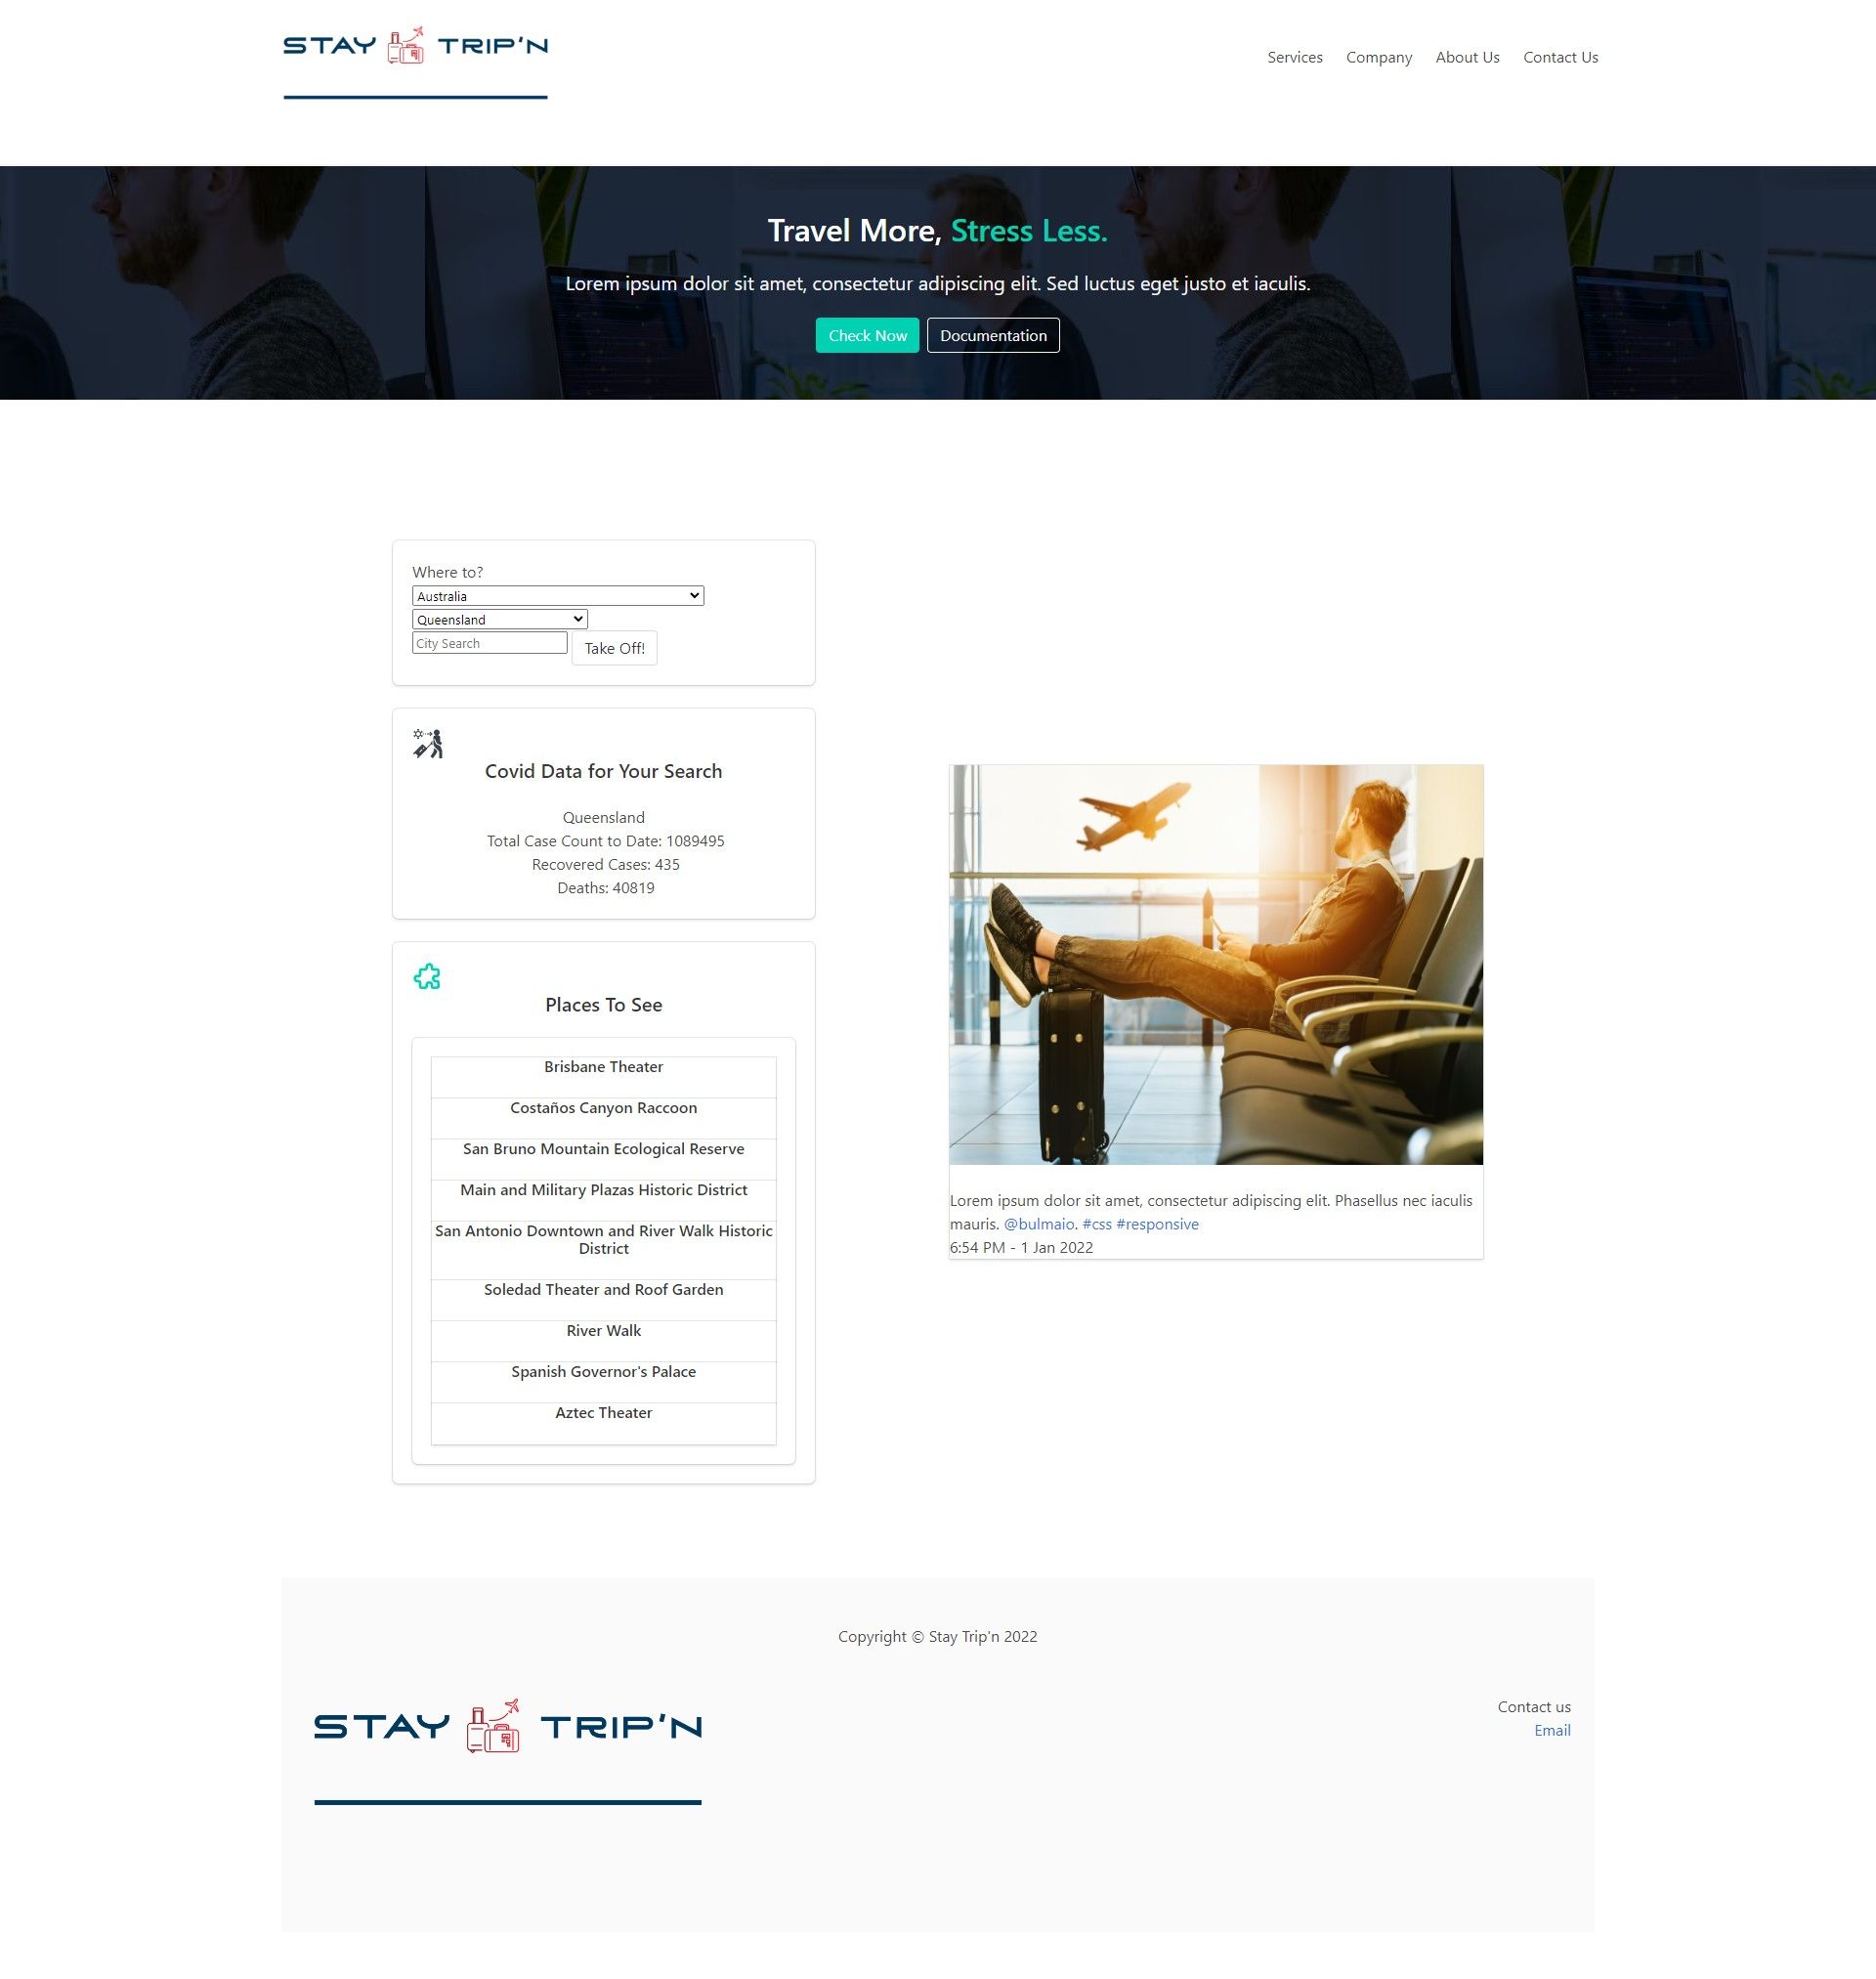 STAY TRIP'N
Services Company About Us Contact Us
Travel More, Stress Less.
Lorem ipsum dolor sit amet, consectetur adipiscing elit. Sed luctus eget justo et iaculis.
Check Now Documentation
Where to?
Australia
Queensland
City Search Take Off!
Covid Data for Your Search
Queensland
Total Case Count to Date: 1089495
Recovered Cases: 435
Deaths: 40819
Places To See
Brisbane Theater
Costaños Canyon Raccoon
San Bruno Mountain Ecological Reserve
Main and Military Plazas Historic District
San Antonio Downtown and River Walk Historic
District
Soledad Theater and Roof Garden
River Walk
Spanish Governor's Palace
Aztec Theater
Lorem ipsum dolor sit amet, consectetur adipiscing elit. Phasellus nec iaculis
mauris. @bulmaio. #css #responsive
6:54 PM - 1 Jan 2022
Copyright © Stay Trip'n 2022
STAY TRIP'N
Contact us
Email